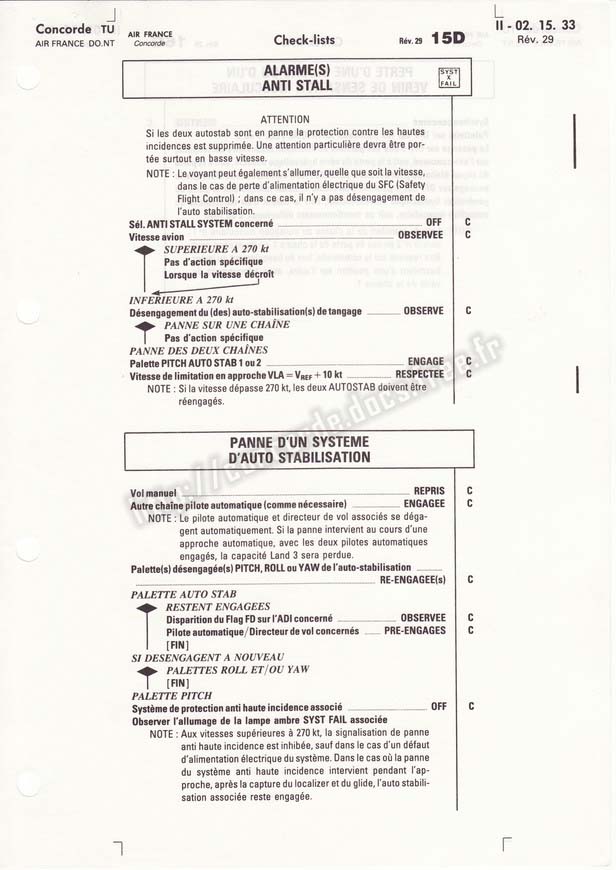 Concorde TU AIR FRANCE Check-lists Rév. 29 15D II - 02. 15. 33
AIR FRANCE DO.NT Concorde Rév. 29
ALARME(S)
ANTI STALL
SYST
X
FAIL
ATTENTION
Si les deux autostab sont en panne la protection contre les hautes
incidences est supprimée. Une attention particulière devra être por-
tée surtout en basse vitesse.
NOTE : Le voyant peut également s'allumer, quelle que soit la vitesse,
dans le cas de perte d'alimentation électrique du SFC (Safety
Flight Control) ; dans ce cas, il n'y a pas désengagement de
l'auto stabilisation.
Sél. ANTI STALL SYSTEM concerné OFF C
Vitesse avion OBSERVEE C
SUPERIEURE A 270 kt
Pas d'action spécifique
Lorsque la vitesse décroît
INFERIEURE A 270 kt
Désengagement du (des) auto-stabilisation(s) de tangage OBSERVE C
PANNE SUR UNE CHAÎNE
Pas d'action spécifique
PANNE DES DEUX CHAÎNES
Palette PITCH AUTO STAB 1 ou 2 ENGAGE C
Vitesse de limitation en approche VLA = VREF + 10 kt RESPECTEE C
NOTE : Si la vitesse dépasse 270 kt, les deux AUTOSTAB doivent être
réengagés.
http://concorde.docs.free.fr
PANNE D'UN SYSTEME
D'AUTO STABILISATION
Vol manuel REPRIS C
Autre chaîne pilote automatique (comme nécessaire) ENGAGEE C
NOTE : Le pilote automatique et directeur de vol associés se déga-
gent automatiquement. Si la panne intervient au cours d'une
approche automatique, avec les deux pilotes automatiques
engagés, la capacité Land 3 sera perdue.
Palette(s) désengagée(s) PITCH, ROLL ou YAW de l'auto-stabilisation
RE-ENGAGEE(s) C
PALETTE AUTO STAB
RESTENT ENGAGEES
Disparition du Flag FD sur l'ADI concerné OBSERVEE C
Pilote automatique/Directeur de vol concernés PRE-ENGAGES C
[FIN]
SI DESENGAGENT A NOUVEAU
PALETTES ROLL ET/OU YAW
[FIN]
PALETTE PITCH
Système de protection anti haute incidence associé OFF C
Observer l'allumage de la lampe ambre SYST FAIL associée
NOTE : Aux vitesses supérieures à 270 kt, la signalisation de panne
anti haute incidence est inhibée, sauf dans le cas d'un défaut
d'alimentation électrique du système. Dans le cas où la panne
du système anti haute incidence intervient pendant l'ap-
proche, après la capture du localizer et du glide, l'auto stabili-
sation associée reste engagée.